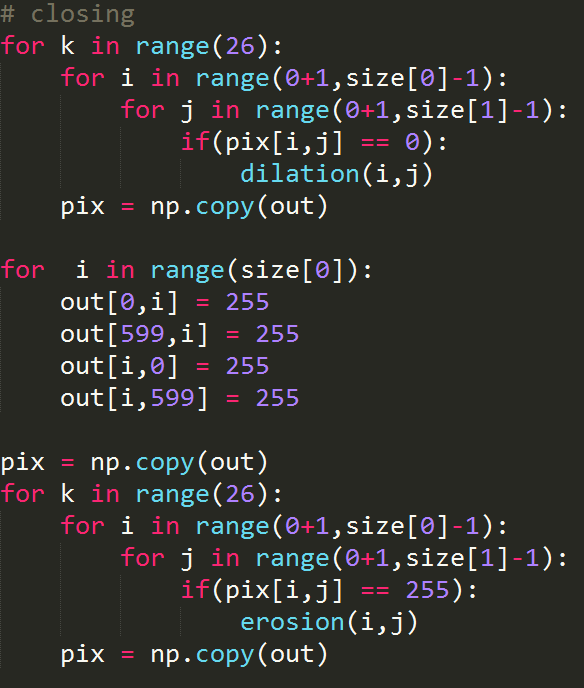 # closing
for k in range(26):
    for i in range(0+1,size[0]-1):
        for j in range(0+1,size[1]-1):
            if(pix[i,j] == 0):
                dilation(i,j)
    pix = np.copy(out)

for  i in range(size[0]):
    out[0,i] = 255
    out[599,i] = 255
    out[i,0] = 255
    out[i,599] = 255

pix = np.copy(out)
for k in range(26):
    for i in range(0+1,size[0]-1):
        for j in range(0+1,size[1]-1):
            if(pix[i,j] == 255):
                erosion(i,j)
    pix = np.copy(out)